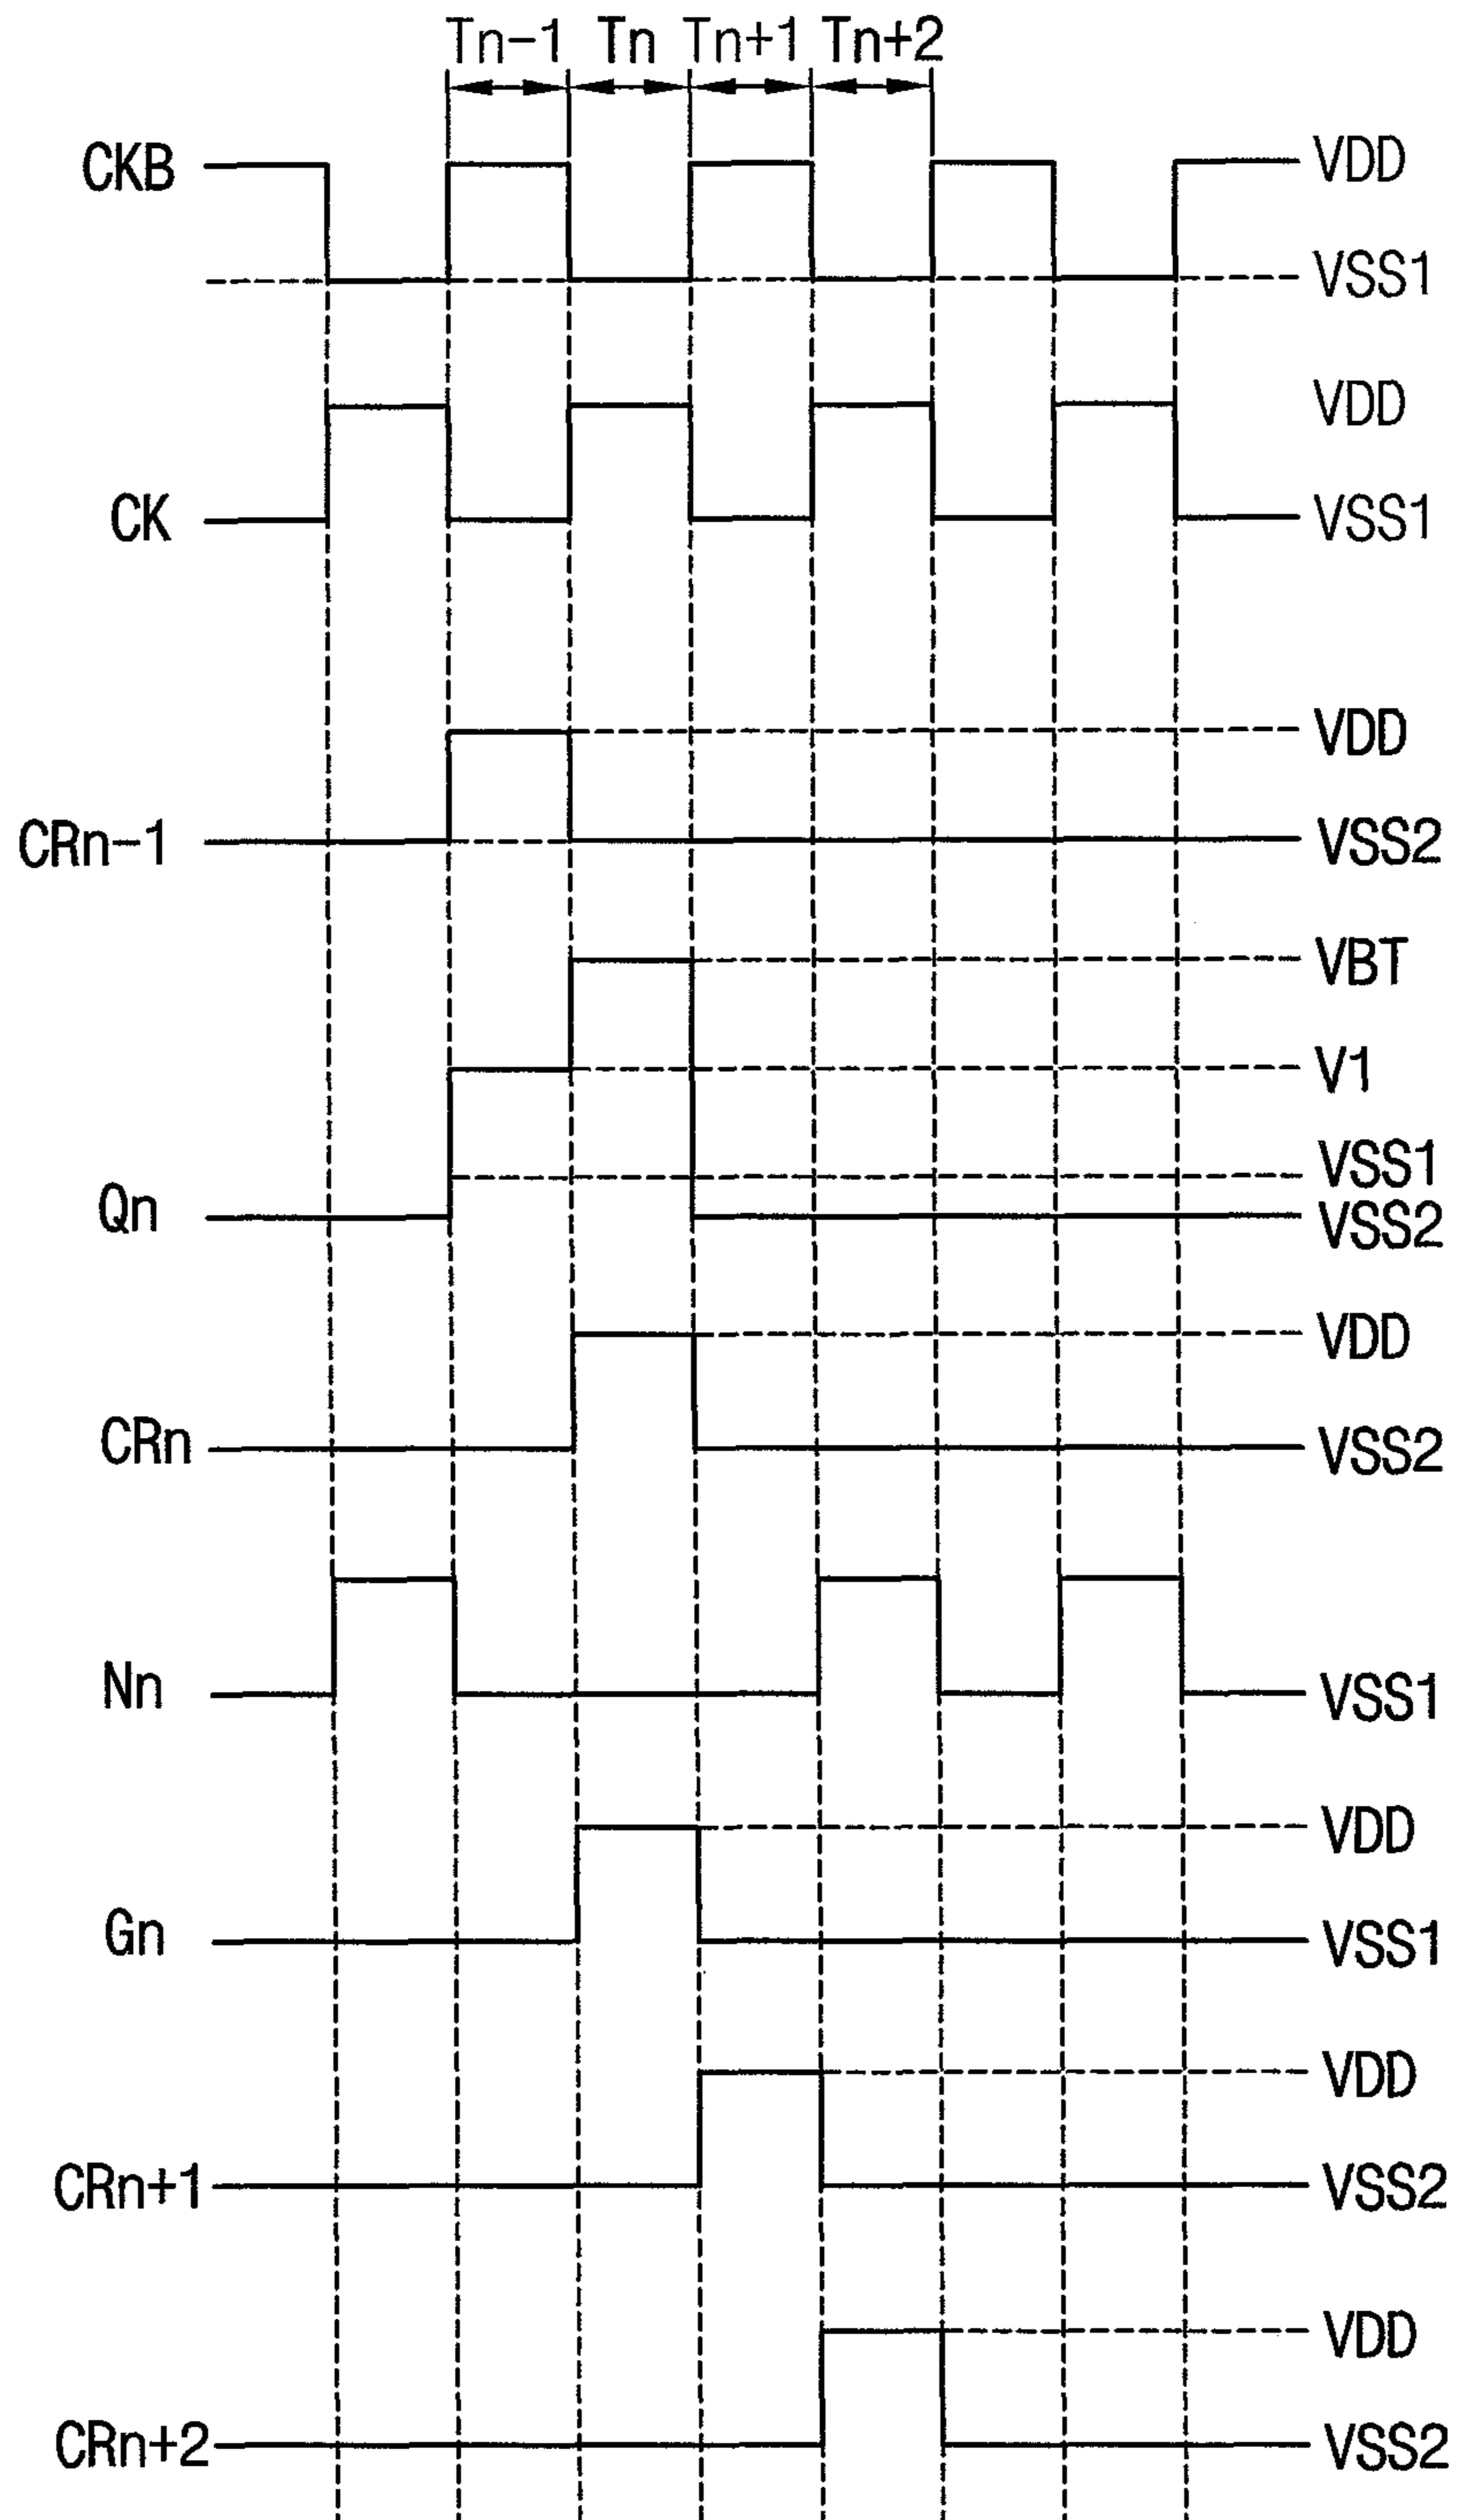 Tn-1 Tn Tn+1 Tn+2
CKB VDD
VSS1
VDD
CK VSS1
VDD
CRn-1 VSS2
VBT
V1
VSS1
Qn VSS2
VDD
CRn VSS2
Nn VSS1
VDD
Gn VSS1
VDD
CRn+1 VSS2
VDD
CRn+2 VSS2